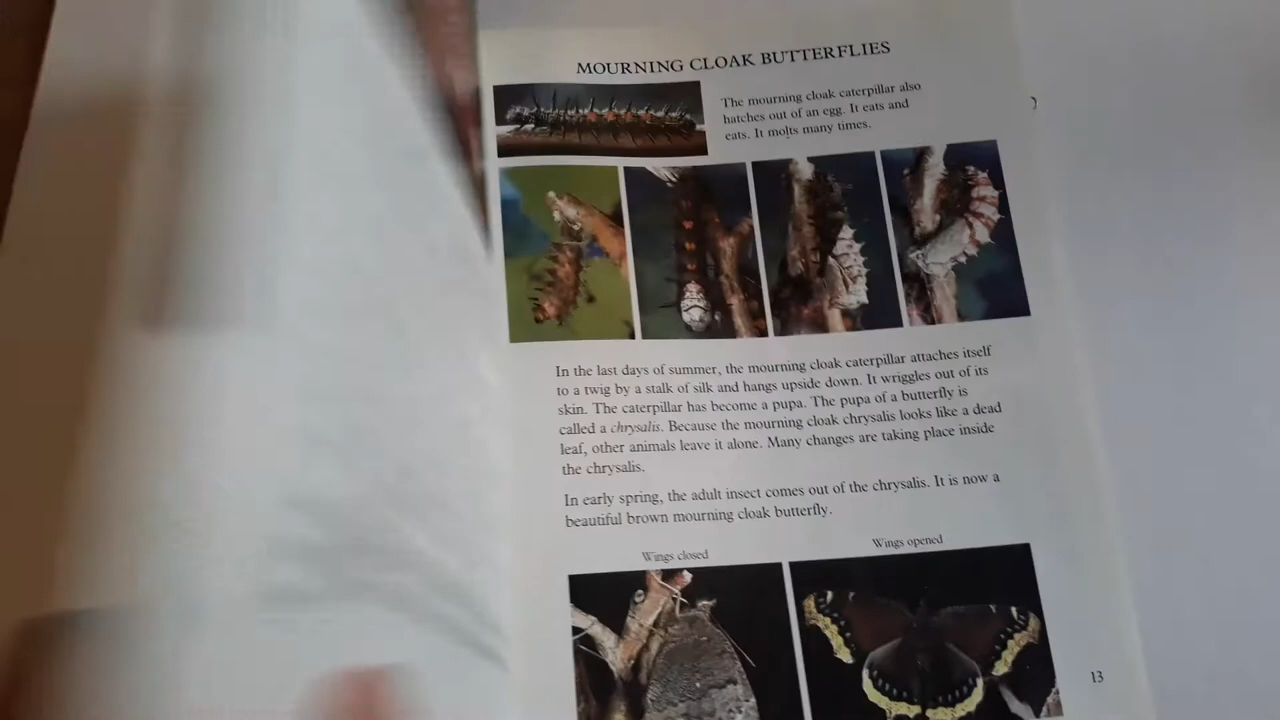 MOURNING CLOAK BUTTERFLIES
The mourning cloak caterpillar also
hatches out of an egg. It eats and
eats. It molts many times.
In the last days of summer, the mourning cloak caterpillar attaches itself
to a twig by a stalk of silk and hangs upside down. It wriggles out of its
skin. The caterpillar has become a pupa. The pupa of a butterfly is
called a chrysalis. Because the mourning cloak chrysalis looks like a dead
leaf, other animals leave it alone. Many changes are taking place inside
the chrysalis.
In early spring, the adult insect comes out of the chrysalis. It is now a
beautiful brown mourning cloak butterfly.
Wings closed
Wings opened
13